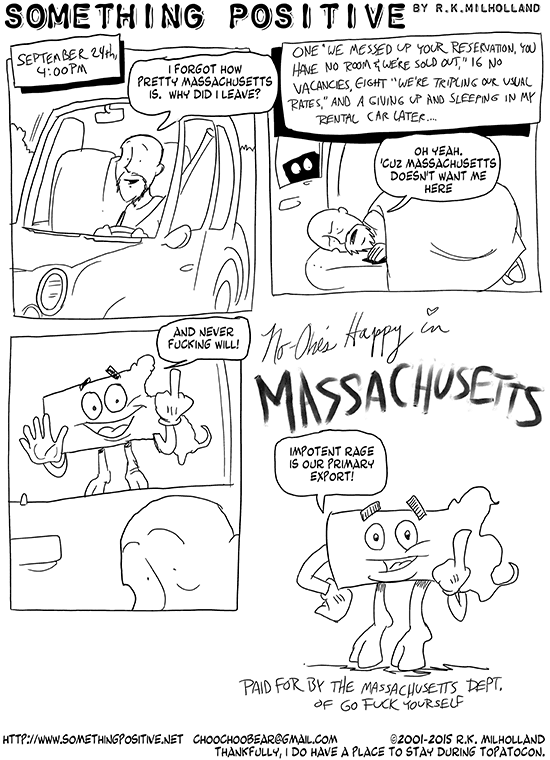 SOMETHING POSITIVE BY R.K.MILHOLLAND
SEPTEMBER 24th,
4:00PM
I FORGOT HOW
PRETTY MASSACHUSETTS
IS. WHY DID I LEAVE?
ONE "WE MESSED UP YOUR RESERVATION, YOU
HAVE NO ROOM & WE'RE SOLD OUT," 16 NO
VACANCIES, EIGHT "WE'RE TRIPLING OUR USUAL
RATES," AND A GIVING UP AND SLEEPING IN MY
RENTAL CAR LATER....
OH YEAH.
'CUZ MASSACHUSETTS
DOESN'T WANT ME
HERE
AND NEVER
FUCKING WILL!
No-One's Happy in
MASSACHUSETTS
IMPOTENT RAGE
IS OUR PRIMARY
EXPORT!
PAID FOR BY THE MASSACHUSETTS DEPT.
OF GO FUCK YOURSELF
HTTP://WWW.SOMETHINGPOSITIVE.NET CHOOCHOOBEAR@GMAIL.COM ©2001-2015 R.K. MILHOLLAND
THANKFULLY, I DO HAVE A PLACE TO STAY DURING TOPATOCON.